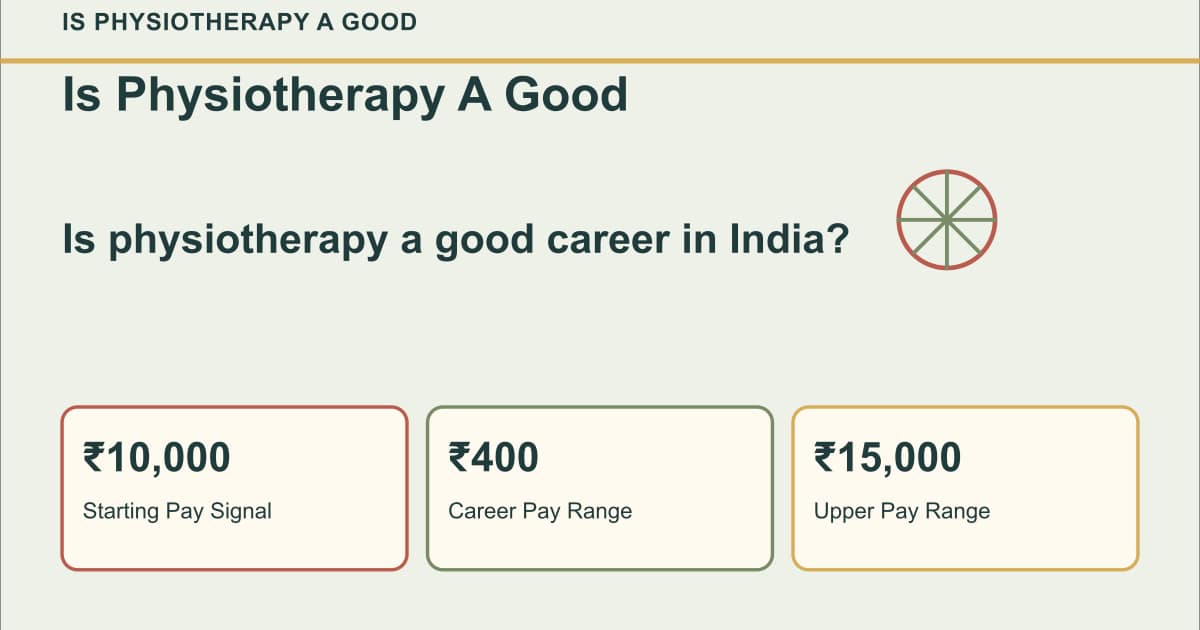 IS PHYSIOTHERAPY A GOOD
Is Physiotherapy A Good
Is physiotherapy a good career in India?
₹10,000
Starting Pay Signal
₹400
Career Pay Range
₹15,000
Upper Pay Range